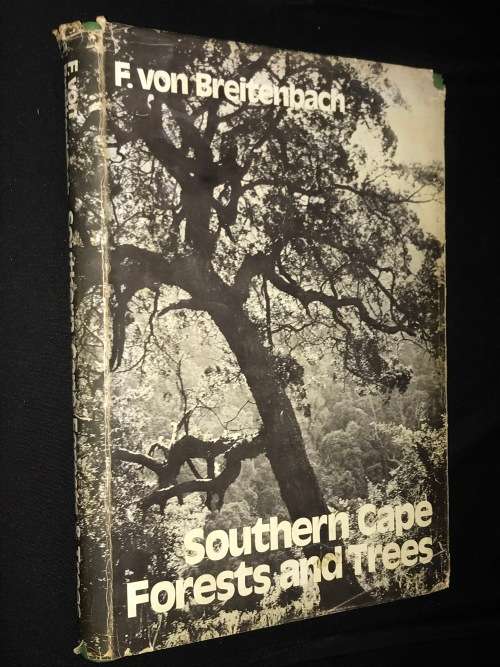 F. von Breitenbach
Southern Cape
Forests and Trees